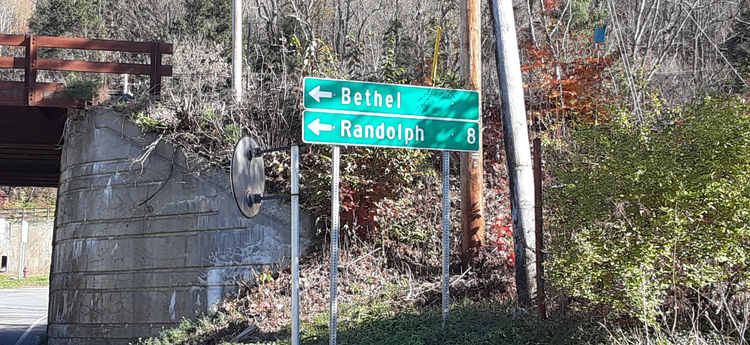 ← Bethel
← Randolph 8